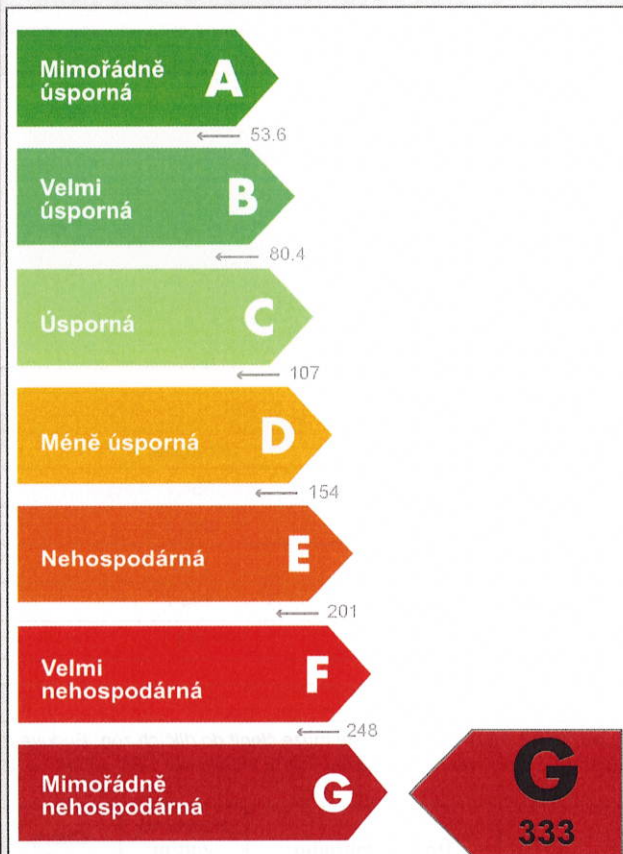 Mimořádně
úsporná A
← 53.6
Velmi
úsporná B
← 80.4
Úsporná C
← 107
Méně úsporná D
← 154
Nehospodárná E
← 201
Velmi
nehospodárná F
← 248
Mimořádně
nehospodárná G
G
333